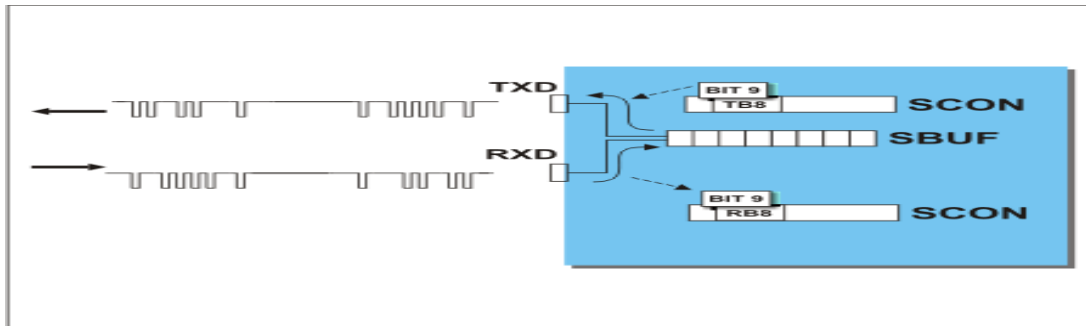 TXD
BIT 9
TB8
SCON
SBUF
RXD
BIT 9
RB8
SCON